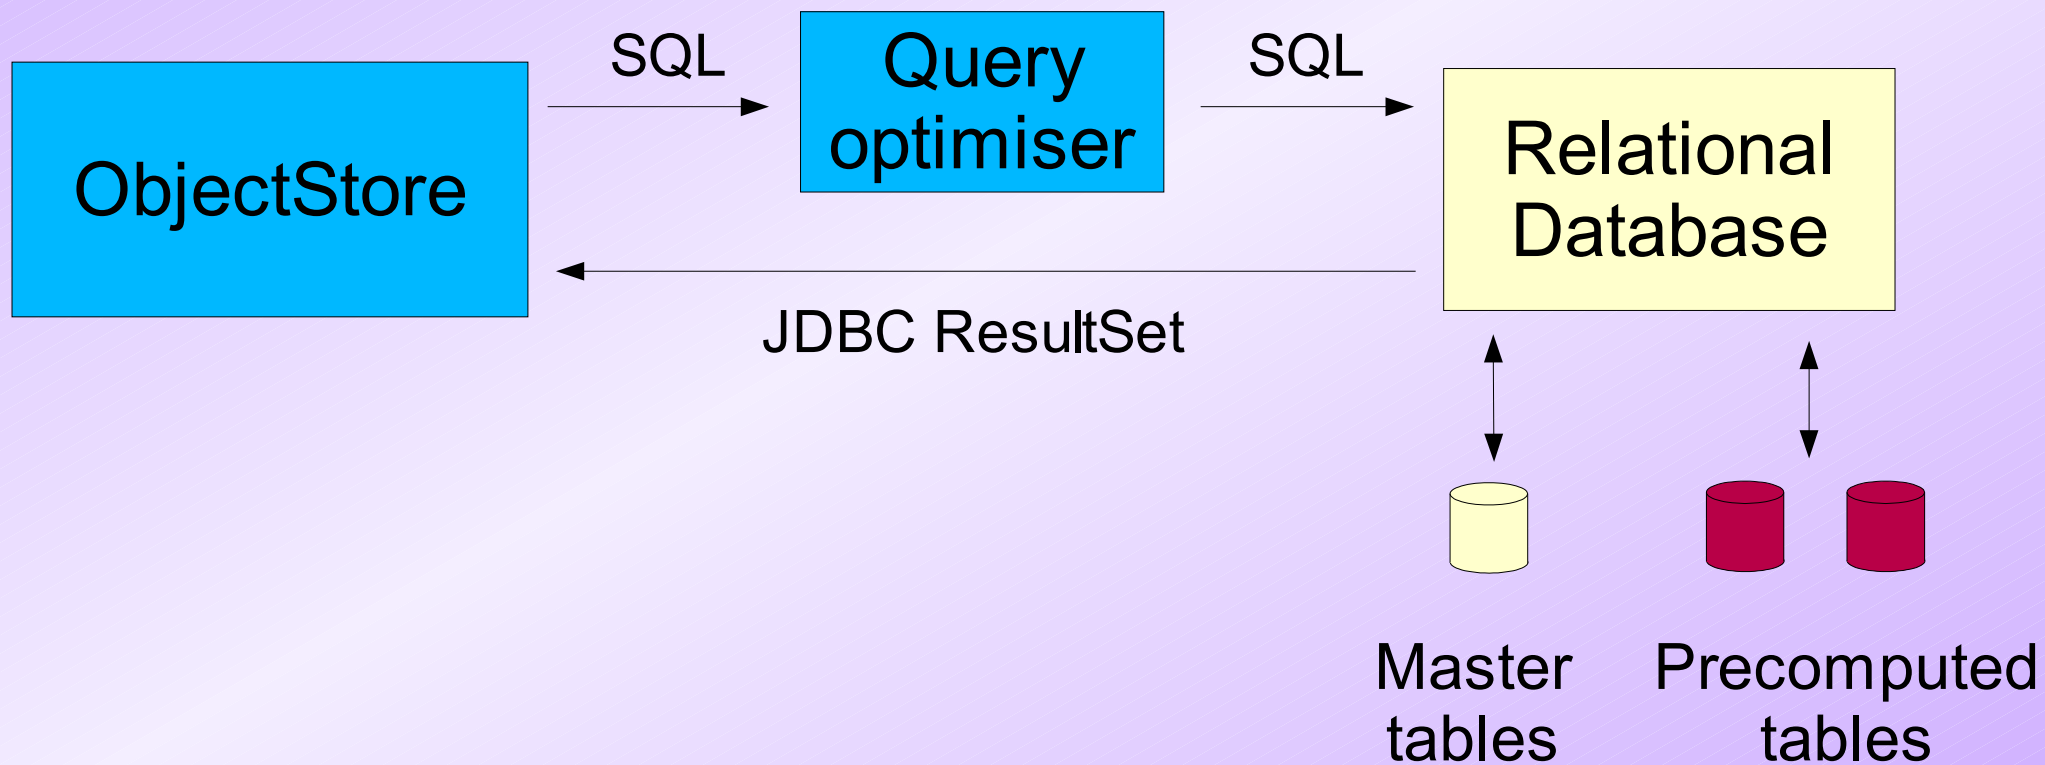 SQL
Query
optimiser
SQL
ObjectStore
Relational
Database
JDBC ResultSet
Master
tables
Precomputed
tables